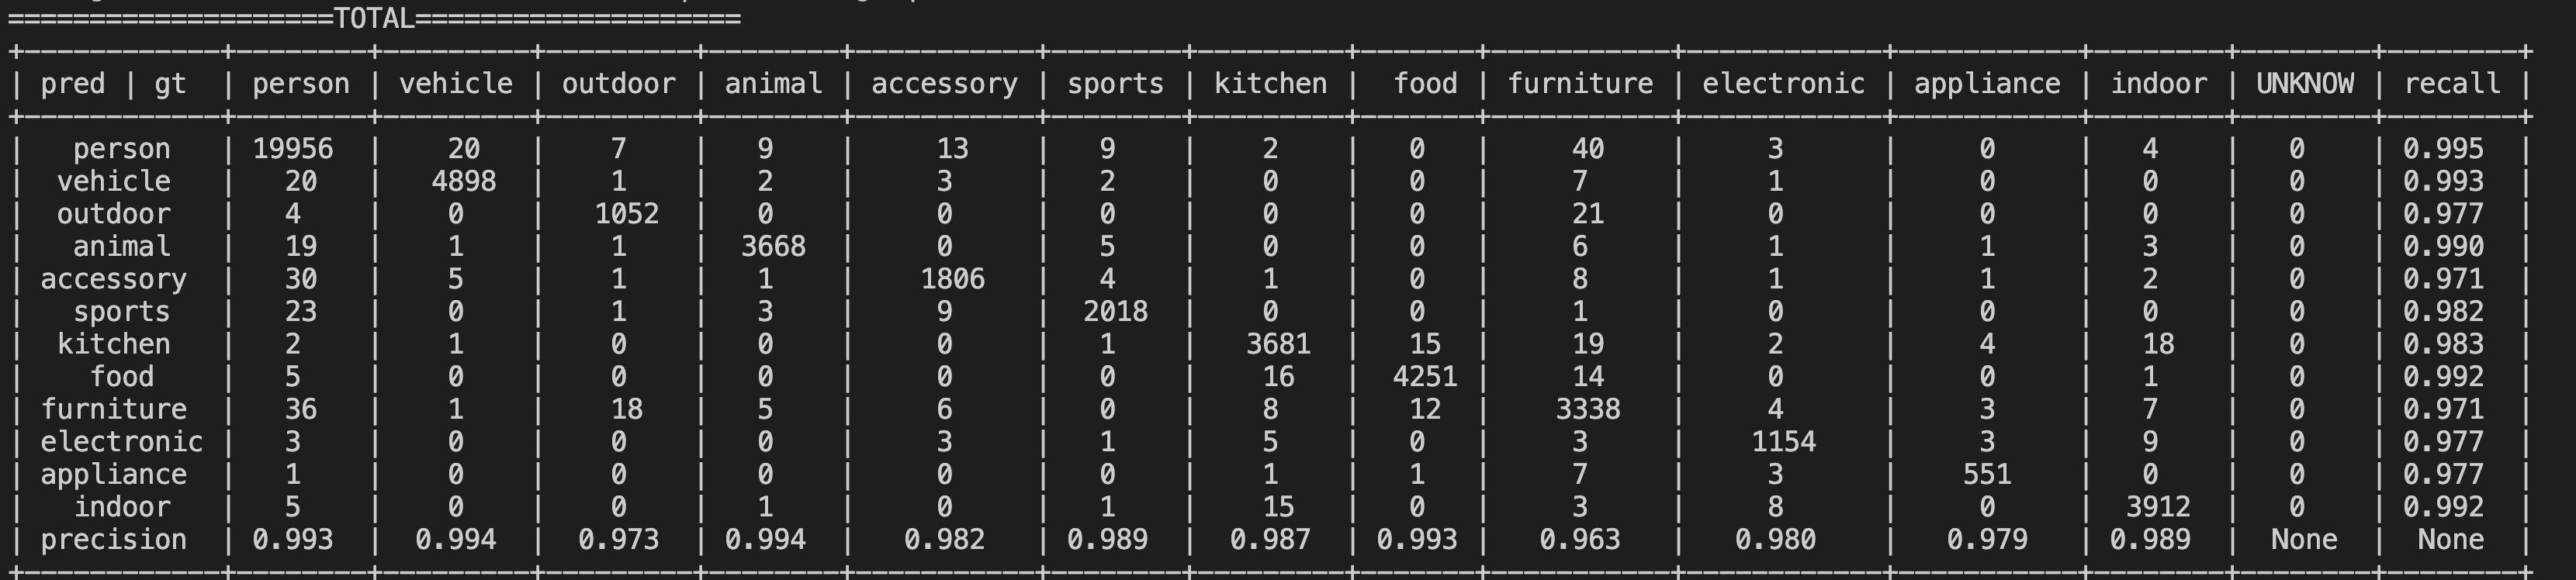 ====================TOTAL====================
| pred | gt | person | vehicle | outdoor | animal | accessory | sports | kitchen | food | furniture | electronic | appliance | indoor | UNKNOW | recall |
| person | 19956 | 20 | 7 | 9 | 13 | 9 | 2 | 0 | 40 | 3 | 0 | 4 | 0 | 0.995 |
| vehicle | 20 | 4898 | 1 | 2 | 3 | 2 | 0 | 0 | 7 | 1 | 0 | 0 | 0 | 0.993 |
| outdoor | 4 | 0 | 1052 | 0 | 0 | 0 | 0 | 0 | 21 | 0 | 0 | 0 | 0 | 0.977 |
| animal | 19 | 1 | 1 | 3668 | 0 | 5 | 0 | 0 | 6 | 1 | 1 | 3 | 0 | 0.990 |
| accessory | 30 | 5 | 1 | 1 | 1806 | 4 | 1 | 0 | 8 | 1 | 1 | 2 | 0 | 0.971 |
| sports | 23 | 0 | 1 | 3 | 9 | 2018 | 0 | 0 | 1 | 0 | 0 | 0 | 0 | 0.982 |
| kitchen | 2 | 1 | 0 | 0 | 0 | 1 | 3681 | 15 | 19 | 2 | 4 | 18 | 0 | 0.983 |
| food | 5 | 0 | 0 | 0 | 0 | 0 | 16 | 4251 | 14 | 0 | 0 | 1 | 0 | 0.992 |
| furniture | 36 | 1 | 18 | 5 | 6 | 0 | 8 | 12 | 3338 | 4 | 3 | 7 | 0 | 0.971 |
| electronic | 3 | 0 | 0 | 0 | 3 | 1 | 5 | 0 | 3 | 1154 | 3 | 9 | 0 | 0.977 |
| appliance | 1 | 0 | 0 | 0 | 0 | 0 | 1 | 1 | 7 | 3 | 551 | 0 | 0 | 0.977 |
| indoor | 5 | 0 | 0 | 1 | 0 | 1 | 15 | 0 | 3 | 8 | 0 | 3912 | 0 | 0.992 |
| precision | 0.993 | 0.994 | 0.973 | 0.994 | 0.982 | 0.989 | 0.987 | 0.993 | 0.963 | 0.980 | 0.979 | 0.989 | None | None |